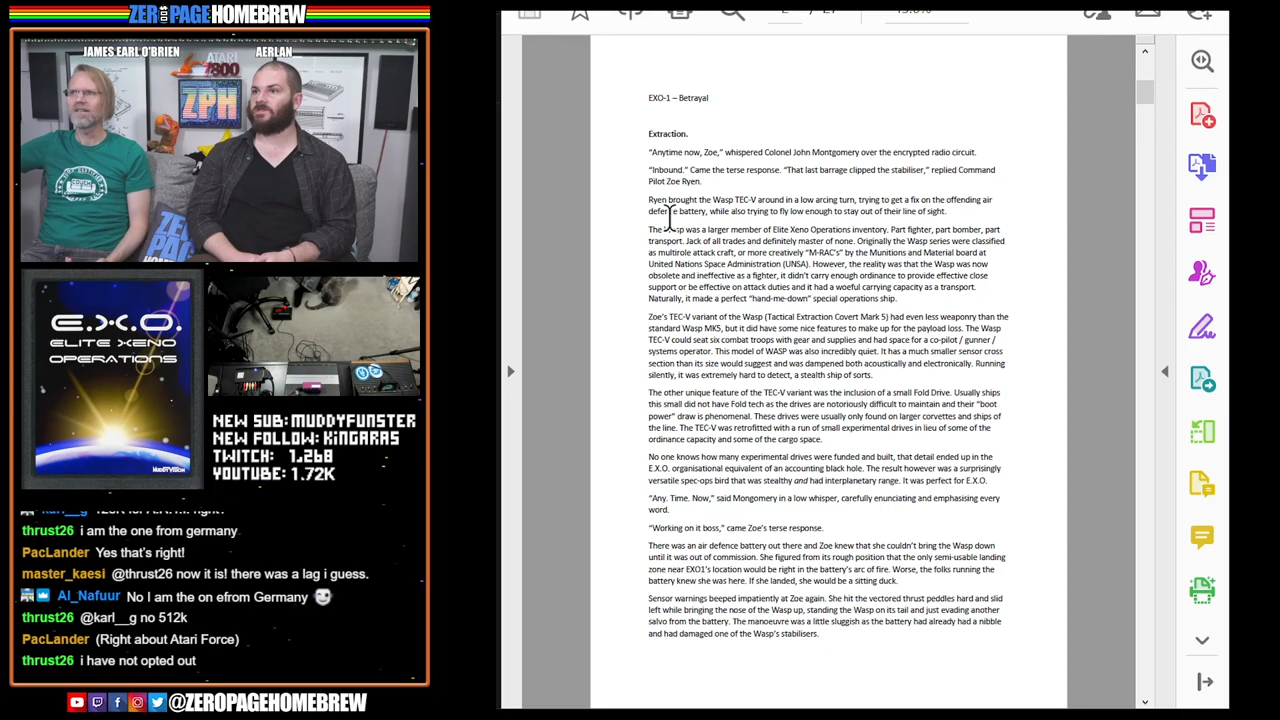 ZERO PAGE HOMEBREW
JAMES EARL O'BRIEN
AERLAN__
ATARI
7800
ZPH
E.X.O.
ELITE XENO
OPERATIONS
NEW SUB: MUDDYFUNSTER
NEW FOLLOW: KINGARAS
TWITCH: 1,268
YOUTUBE: 1.72K
thrust26 i am the one from germany
PacLander Yes that's right!
master_kaesi @thrust26 now it is! there was a lag i guess.
Al_Nafuur No I am the on efrom Germany
thrust26 @karl__g no 512k
PacLander (Right about Atari Force)
thrust26 i have not opted out
@ZEROPAGEHOMEBREW
EXO-1 – Betrayal
Extraction.
“Anytime now, Zoe,” whispered Colonel John Montgomery over the encrypted radio circuit.
“Inbound.” Came the terse response. “That last barrage clipped the stabiliser,” replied Command
Pilot Zoe Ryen.
Ryen brought the Wasp TEC-V around in a low arcing turn, trying to get a fix on the offending air
defence battery, while also trying to fly low enough to stay out of their line of sight.
The Wasp was a larger member of Elite Xeno Operations inventory. Part fighter, part bomber, part
transport. Jack of all trades and definitely master of none. Originally the Wasp series were classified
as multirole attack craft, or more creatively “M-RAC’s” by the Munitions and Material board at
United Nations Space Administration (UNSA). However, the reality was that the Wasp was now
obsolete and ineffective as a fighter, it didn’t carry enough ordinance to provide effective close
support or be effective on attack duties and it had a woeful carrying capacity as a transport.
Naturally, it made a perfect “hand-me-down” special operations ship.
Zoe’s TEC-V variant of the Wasp (Tactical Extraction Covert Mark 5) had even less weaponry than the
standard Wasp MK5, but it did have some nice features to make up for the payload loss. The Wasp
TEC-V could seat six combat troops with gear and supplies and had space for a co-pilot / gunner /
systems operator. This model of WASP was also incredibly quiet. It has a much smaller sensor cross
section than its size would suggest and was dampened both acoustically and electronically. Running
silently, it was extremely hard to detect, a stealth ship of sorts.
The other unique feature of the TEC-V variant was the inclusion of a small Fold Drive. Usually ships
this small did not have Fold tech as the drives are notoriously difficult to maintain and their “boot
power” draw is phenomenal. These drives were usually only found on larger corvettes and ships of
the line. The TEC-V was retrofitted with a run of small experimental drives in lieu of some of the
ordinance capacity and some of the cargo space.
No one knows how many experimental drives were funded and built, that detail ended up in the
E.X.O. organisational equivalent of an accounting black hole. The result however was a surprisingly
versatile spec-ops bird that was stealthy and had interplanetary range. It was perfect for E.X.O.
“Any. Time. Now,” said Mongomery in a low whisper, carefully enunciating and emphasising every
word.
“Working on it boss,” came Zoe’s terse response.
There was an air defence battery out there and Zoe knew that she couldn’t bring the Wasp down
until it was out of commission. She figured from its rough position that the only semi-usable landing
zone near EXO1’s location would be right in the battery’s arc of fire. Worse, the folks running the
battery knew she was here. If she landed, she would be a sitting duck.
Sensor warnings beeped impatiently at Zoe again. She hit the vectored thrust peddles hard and slid
left while bringing the nose of the Wasp up, standing the Wasp on its tail and just evading another
salvo from the battery. The manoeuvre was a little sluggish as the battery had already had a nibble
and had damaged one of the Wasp’s stabilisers.